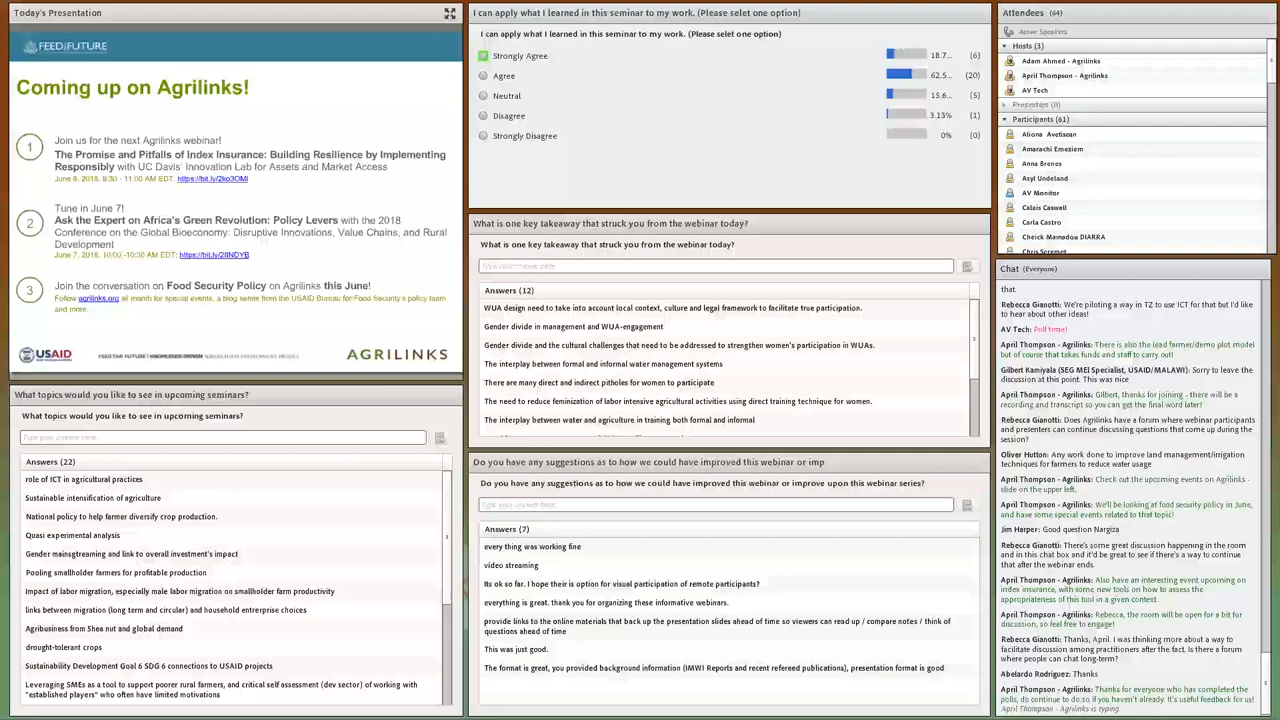 Today's Presentation
FEED the FUTURE
Coming up on Agrilinks!
1
Join us for the next Agrilinks webinar!
The Promise and Pitfalls of Index Insurance: Building Resilience by Implementing
Responsibly with UC Davis' Innovation Lab for Assets and Market Access
June 6, 2018, 9:30 - 11:00 AM EDT:
2
Tune in June 7!
Ask the Expert on Africa's Green Revolution: Policy Levers with the 2018
Conference on the Global Bioeconomy: Disruptive Innovations, Value Chains, and Rural
Development
June 7, 2018, 10:00 -10:30 AM EDT:
3
Join the conversation on Food Security Policy on Agrilinks this June!
Follow agrilinks.org all month for special events, a blog series from the USAID Bureau for Food Security's policy team
and more.
USAID
AGRILINKS
What topics would you like to see in upcoming seminars?
What topics would you like to see in upcoming seminars?
Type your answer here.
Answers (22)
role of ICT in agricultural practices
Sustainable intensification of agriculture
National policy to help farmer diversify crop production.
Quasi experimental analysis
Gender mainsgtreaming and link to overall investment's impact
Pooling smallholder farmers for profitable production
Impact of labor migration, especially male labor migration on smallholder farm productivity
links between migration (long term and circular) and household entrerprise choices
Agribusiness from Shea nut and global demand
drought-tolerant crops
Sustainability Development Goal 6 SDG 6 connections to USAID projects
Leveraging SMEs as a tool to support poorer rural farmers, and critical self assessment (dev sector) of working with
"established players" who often have limited motivations
I can apply what I learned in this seminar to my work. (Please selet one option)
I can apply what I learned in this seminar to my work. (Please selet one option)
Strongly Agree 18.7... (6)
Agree 62.5... (20)
Neutral 15.6... (5)
Disagree 3.13% (1)
Strongly Disagree 0% (0)
What is one key takeaway that struck you from the webinar today?
What is one key takeaway that struck you from the webinar today?
Type your answer here.
Answers (12)
WUA design need to take into account local context, culture and legal framework to facilitate true participation.
Gender divide in management and WUA-engagement
Gender divide and the cultural challenges that need to be addressed to strengthen women's participation in WUAs.
The interplay between formal and informal water management systems
There are many direct and indirect pitholes for women to participate
The need to reduce feminization of labor intensive agricultural activities using direct training technique for women.
The interplay between water and agriculture in training both formal and informal
Do you have any suggestions as to how we could have improved this webinar or imp
Do you have any suggestions as to how we could have improved this webinar or improve upon this webinar series?
Type your answer here.
Answers (7)
every thing was working fine
video streaming
Its ok so far. I hope their is option for visual participation of remote participants?
everything is great. thank you for organizing these informative webinars.
provide links to the online materials that back up the presentation slides ahead of time so viewers can read up / compare notes / think of
questions ahead of time
This was just good.
The format is great, you provided background information (IMWI Reports and recent refereed publications), presentation format is good
Attendees (64)
Active Speakers
Hosts (3)
Adam Ahmed - Agrilinks
April Thompson - Agrilinks
AV Tech
Presenters (0)
Participants (61)
Aliona Avetisean
Amarachi Emeziem
Anna Brenes
Asyl Undeland
AV Monitor
Calais Caswell
Carla Castro
Cheick Mamadou DIARRA
Chris Seremet
Chat (Everyone)
that.
Rebecca Gianotti: We're piloting a way in TZ to use ICT for that but I'd like
to hear about other ideas!
AV Tech: Poll time!
April Thompson - Agrilinks: There is also the lead farmer/demo plot model
but of course that takes funds and staff to carry out!
Gilbert Kamiyala (SEG MEl Specialist, USAID/MALAWI): Sorry to leave the
discussion at this point. This was nice
April Thompson - Agrilinks: Gilbert, thanks for joining - there will be a
recording and transcript so you can get the final word later!
Rebecca Gianotti: Does Agrilinks have a forum where webinar participants
and presenters can continue discussing questions that come up during the
session?
Oliver Hutton: Any work done to improve land management/irrigation
techniques for farmers to reduce water usage
April Thompson - Agrilinks: Check out the upcoming events on Agrilinks -
slide on the upper left.
April Thompson - Agrilinks: We'll be looking at food security policy in June,
and have some special events related to that topic!
Jim Harper: Good question Nargiza
Rebecca Gianotti: There's some great discussion happening in the room
and in this chat box and it'd be great to see if there's a way to continue
that after the webinar ends.
April Thompson - Agrilinks: Also have an interesting event upcoming on
index insurance, with some new tools on how to assess the
appropriateness of this tool in a given context.
April Thompson - Agrilinks: Rebecca, the room will be open for a bit for
discussion, so feel free to engage!
Rebecca Gianotti: Thanks, April. I was thinking more about a way to
facilitate discussion among practitioners after the fact. Is there a forum
where people can chat long-term?
Abelardo Rodriguez: Thanks
April Thompson - Agrilinks: Thanks for everyone who has completed the
polls, do continue to do so if you haven't already. It's useful feedback for us!
April Thompson - Agrilinks is typing.